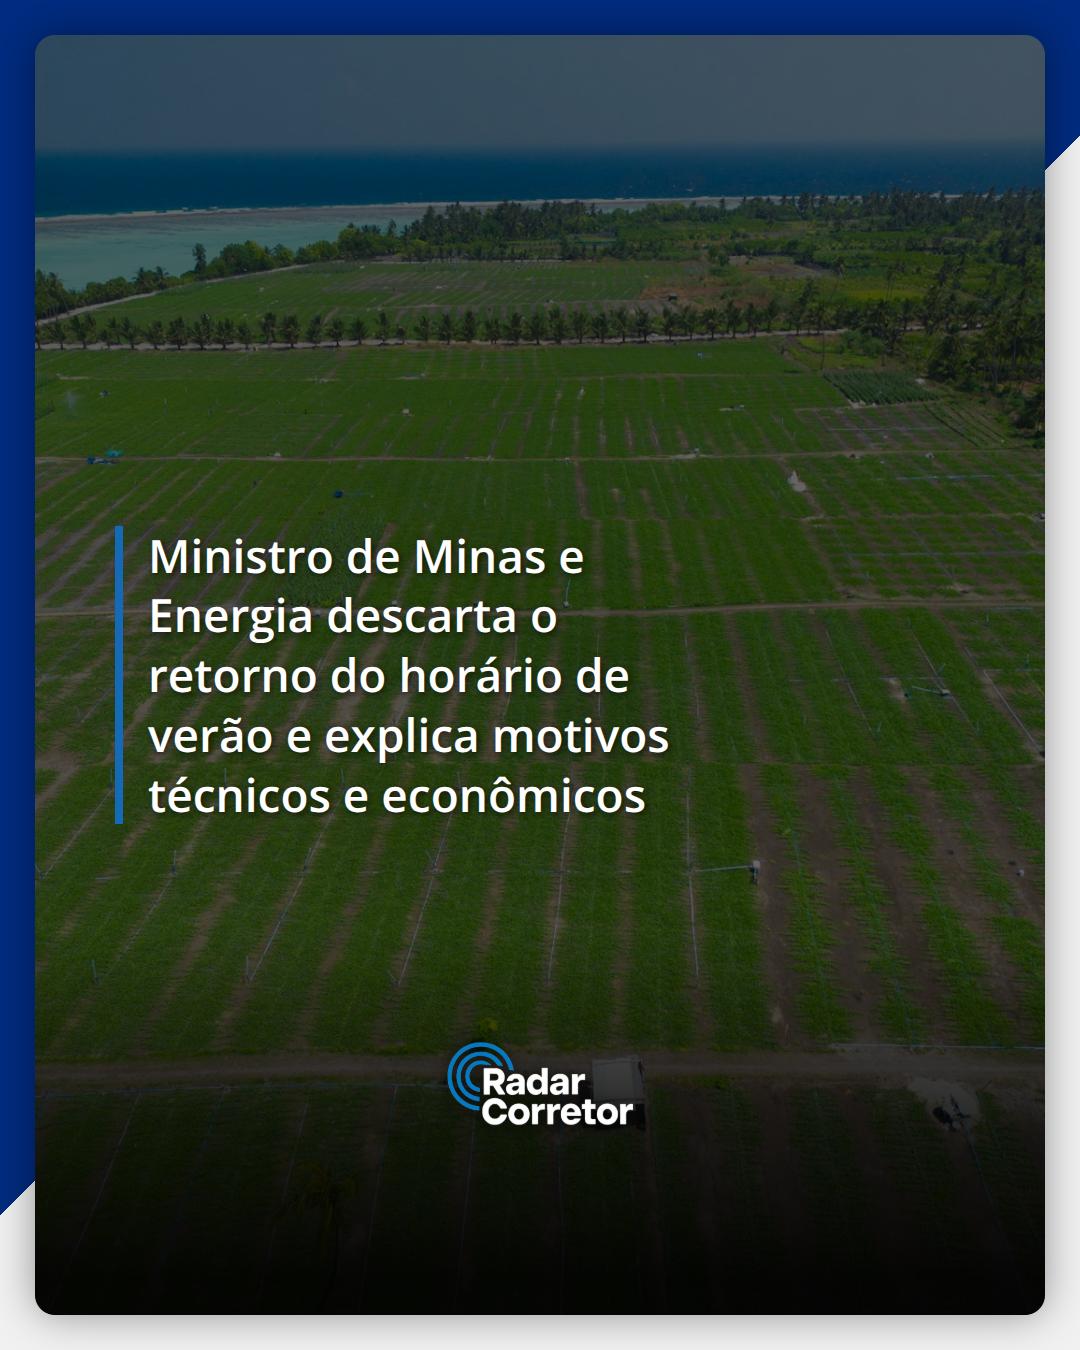 Ministro de Minas e
Energia descarta o
retorno do horário de
verão e explica motivos
técnicos e econômicos
Radar
Corretor